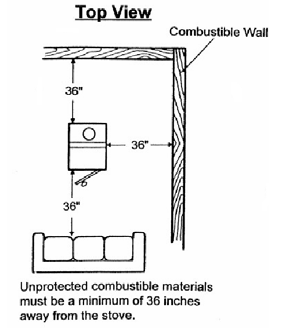 Top View
Combustible Wall
36"
36"
36"
Unprotected combustible materials
must be a minimum of 36 inches
away from the stove.